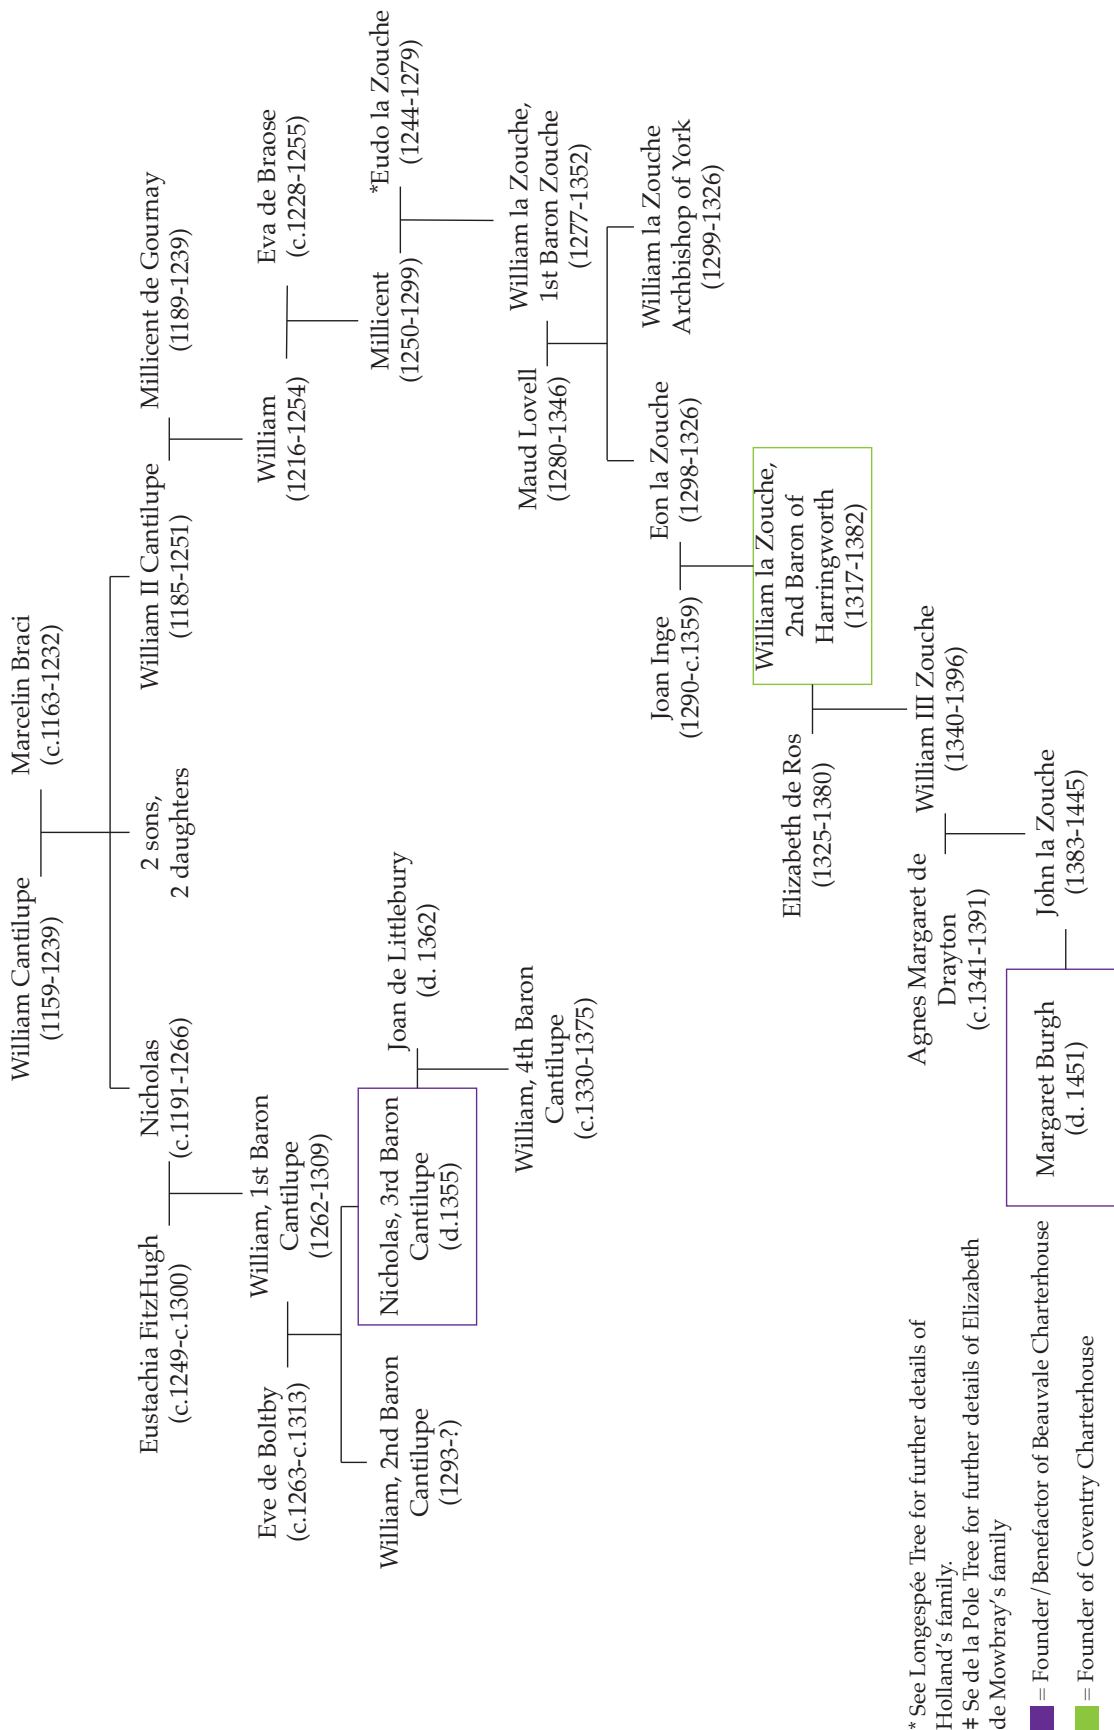 William Cantilupe
(1159-1239)
Marcelin Braci
(c.1163-1232)
Nicholas
(c.1191-1266)
2 sons,
2 daughters
William II Cantilupe
(1185-1251)
Millicent de Gournay
(1189-1239)
Eustachia FitzHugh
(c.1249-c.1300)
William, 1st Baron
Cantilupe
(1262-1309)
William
(1216-1254)
Eva de Braose
(c.1228-1255)
Eve de Boltby
(c.1263-c.1313)
Millicent
(1250-1299)
*Eudo la Zouche
(1244-1279)
William, 2nd Baron
Cantilupe
(1293-?)
Nicholas, 3rd Baron
Cantilupe
(d.1355)
Joan de Littlebury
(d. 1362)
Maud Lovell
(1280-1346)
William la Zouche,
1st Baron Zouche
(1277-1352)
William, 4th Baron
Cantilupe
(c.1330-1375)
Joan Inge
(1290-c.1359)
Eon la Zouche
(1298-1326)
William la Zouche
Archbishop of York
(1299-1326)
Elizabeth de Ros
(1325-1380)
William la Zouche,
2nd Baron of
Harringworth
(1317-1382)
Agnes Margaret de
Drayton
(c.1341-1391)
William III Zouche
(1340-1396)
Margaret Burgh
(d. 1451)
John la Zouche
(1383-1445)
* See Longespée Tree for further details of
Holland's family.
ǂ Se de la Pole Tree for further details of Elizabeth
de Mowbray's family
= Founder/Benefactor of Beauvale Charterhouse
= Founder of Coventry Charterhouse